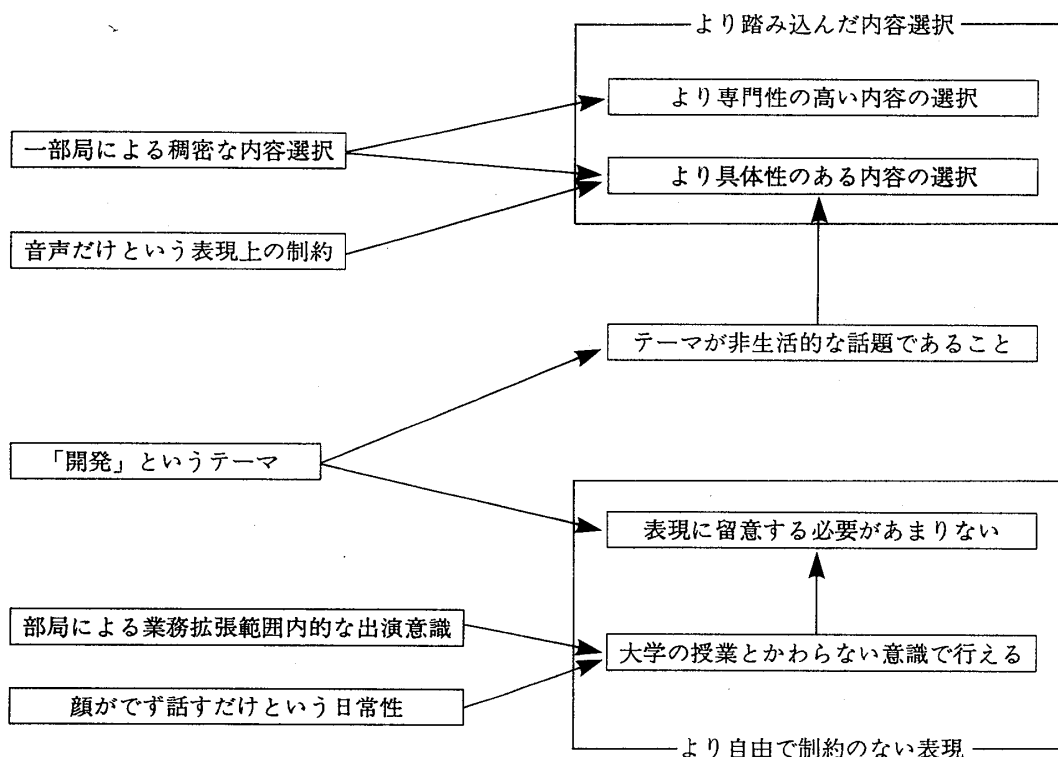 より踏み込んだ内容選択
より専門性の高い内容の選択
一部局による稠密な内容選択
より具体性のある内容の選択
音声だけという表現上の制約
テーマが非生活的な話題であること
「開発」というテーマ
表現に留意する必要があまりない
部局による業務拡張範囲内的な出演意識
大学の授業とかわらない意識で行える
顔がでず話すだけという日常性
より自由で制約のない表現